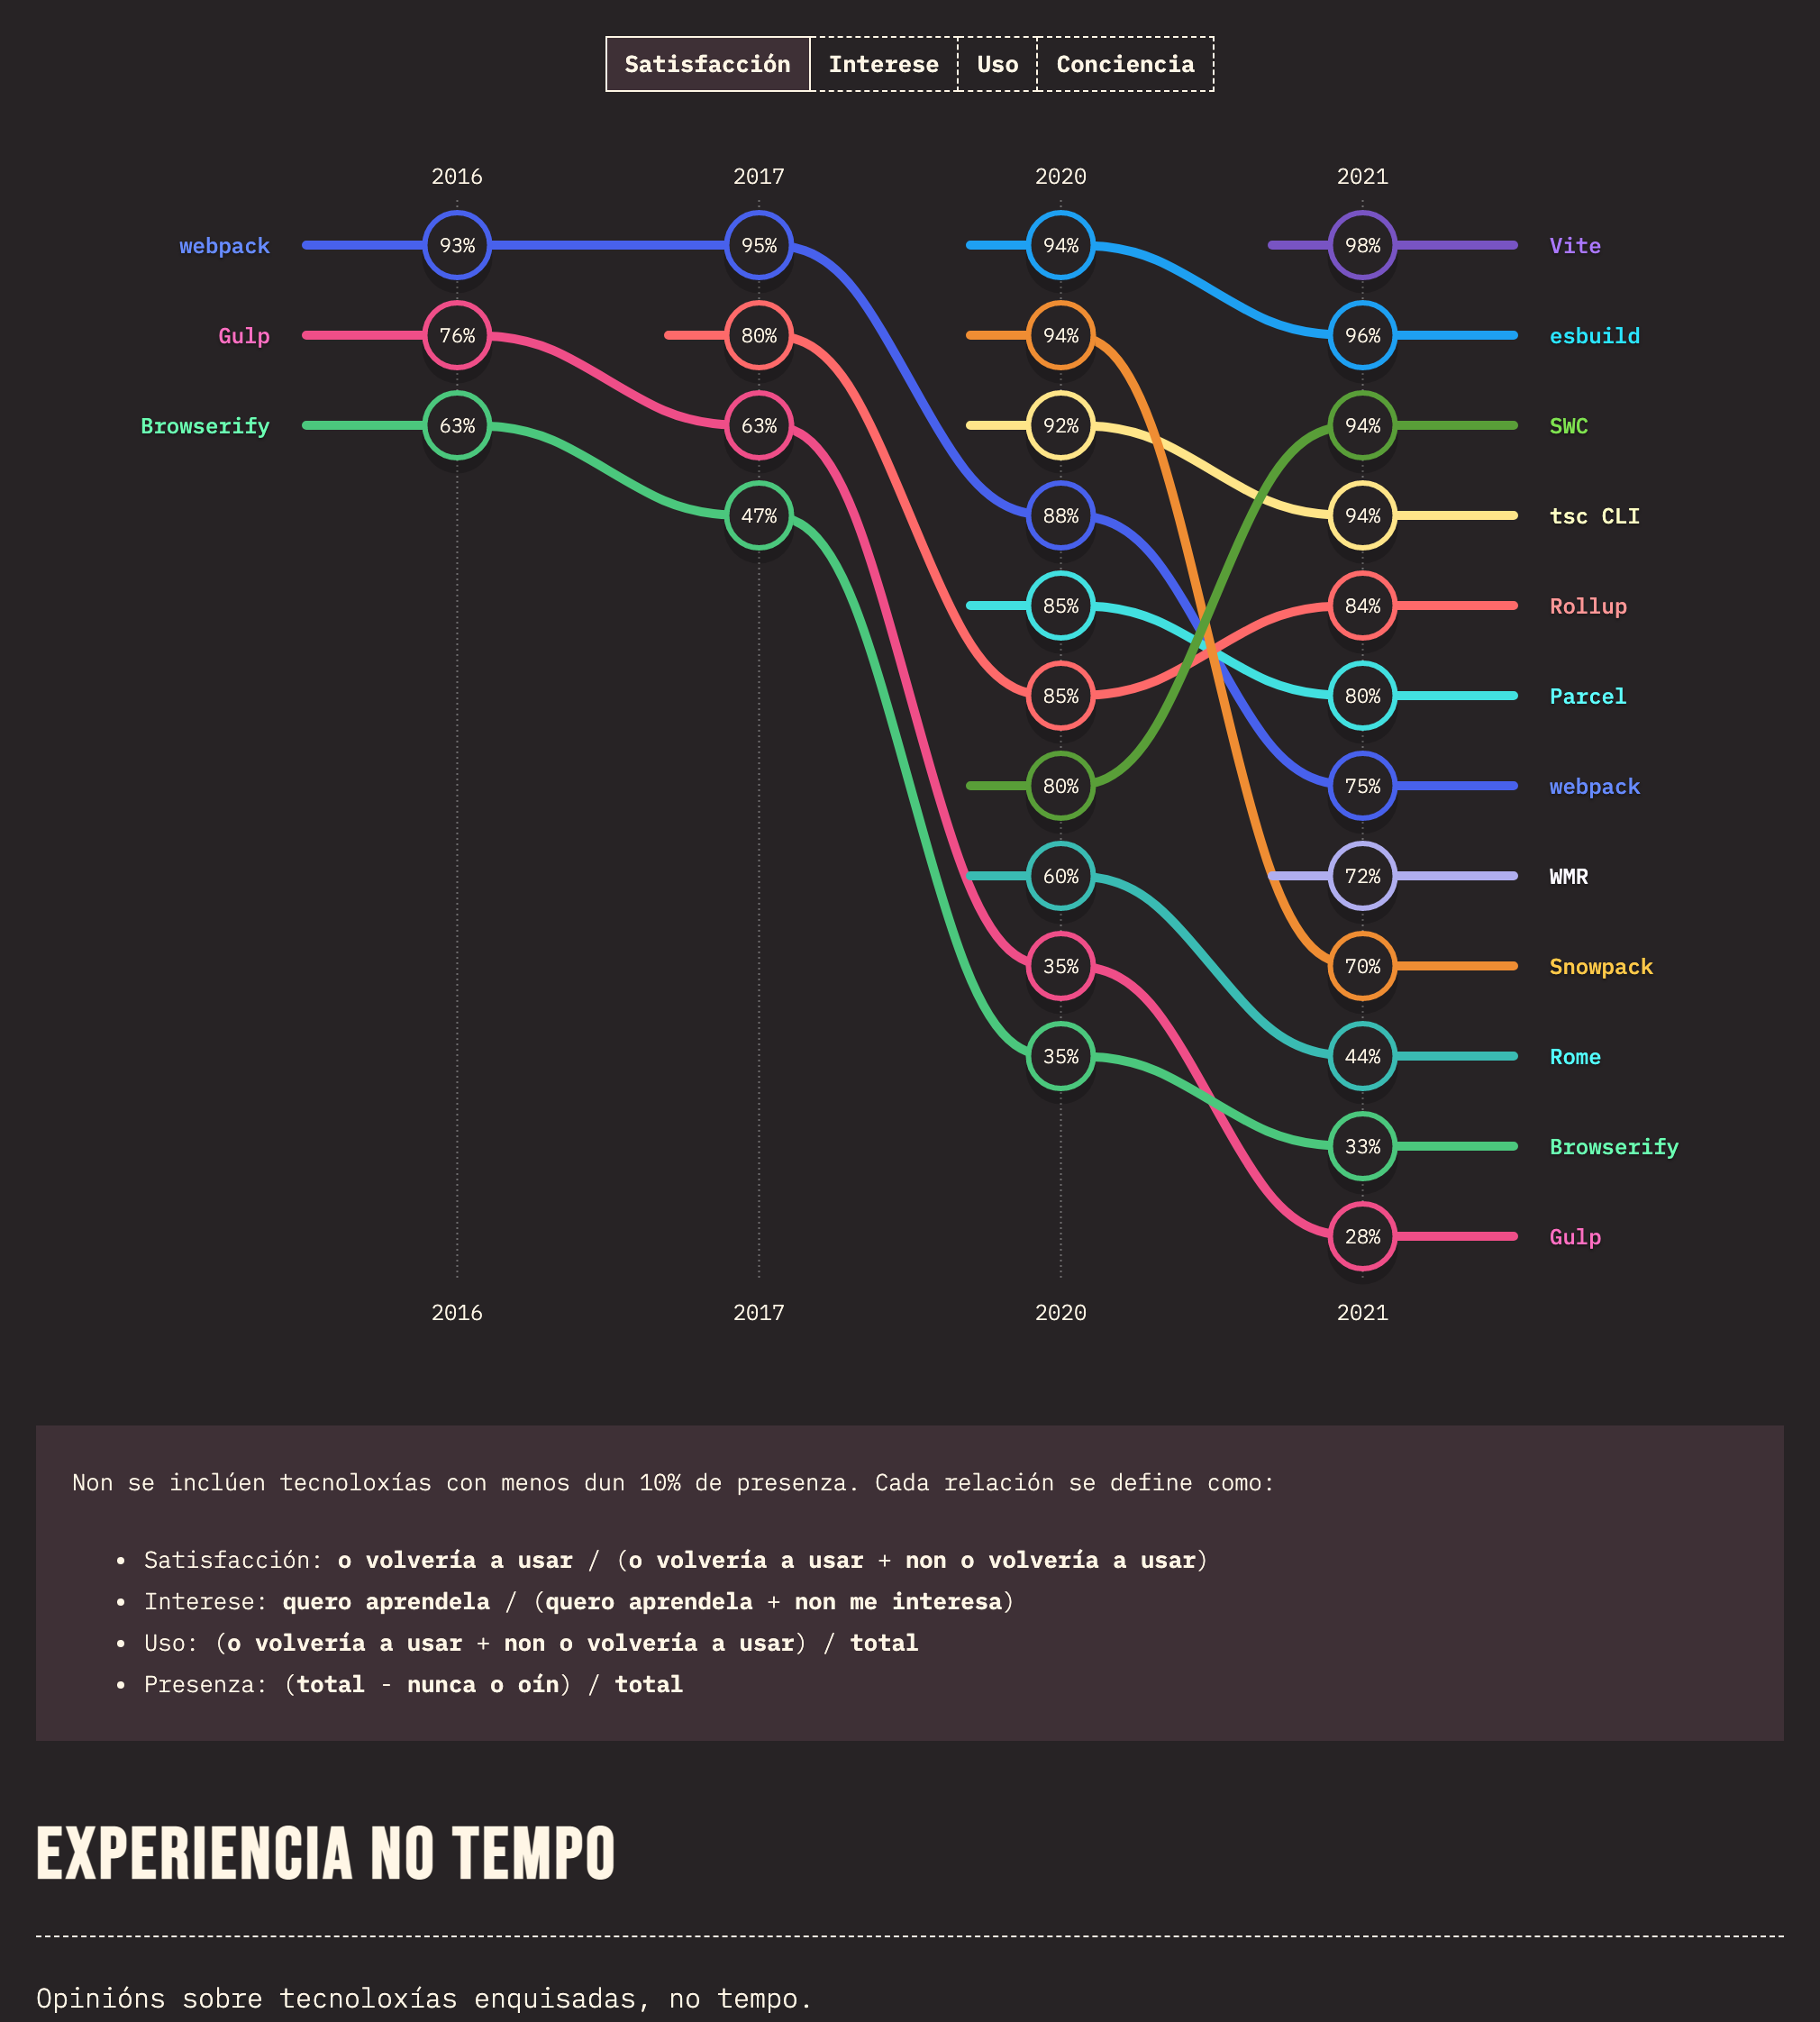 Satisfacción Interese Uso Conciencia
2016 2017 2020 2021
webpack 93% 95% 94% 98% Vite
Gulp 76% 80% 94% 96% esbuild
Browserify 63% 63% 92% 94% SWC
47% 88% 94% tsc CLI
85% 84% Rollup
85% 80% Parcel
80% 75% webpack
60% 72% WMR
35% 70% Snowpack
35% 44% Rome
33% Browserify
28% Gulp
2016 2017 2020 2021
Non se inclúen tecnoloxías con menos dun 10% de presenza. Cada relación se define como:
• Satisfacción: o volvería a usar / (o volvería a usar + non o volvería a usar)
• Interese: quero aprendela / (quero aprendela + non me interesa)
• Uso: (o volvería a usar + non o volvería a usar) / total
• Presenza: (total - nunca o oín) / total
EXPERIENCIA NO TEMPO
Opinións sobre tecnoloxías enquisadas, no tempo.